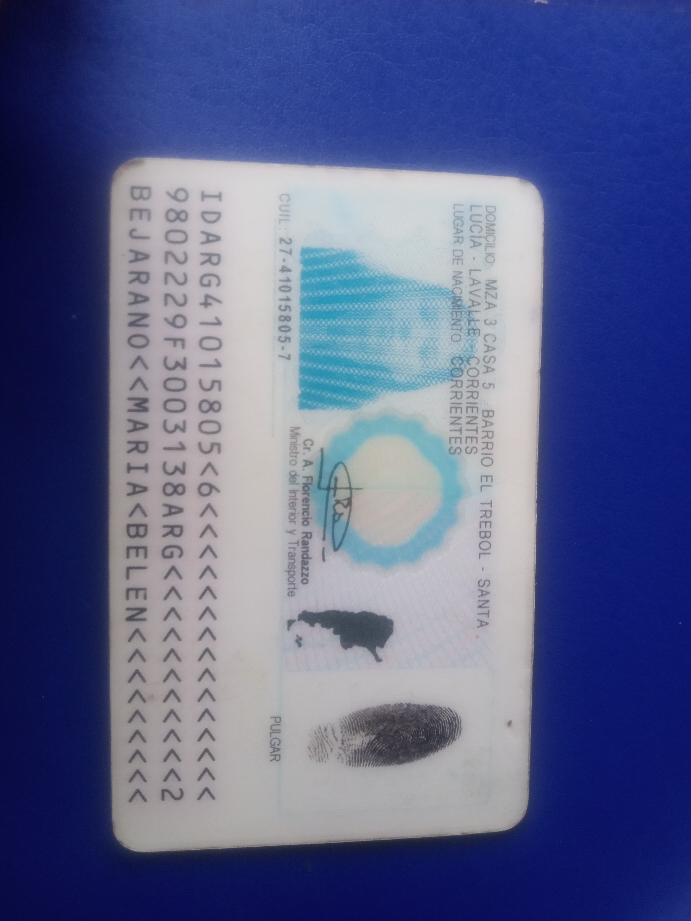 DOMICILIO: MZA 3 CASA 5 BARRIO EL TREBOL - SANTA
LUCIA - LAVALLE - CORRIENTES
LUGAR DE NACIMIENTO: CORRIENTES
Cr. A. Florencio Randazzo
Ministro del Interior y Transporte
CUIL: 27-41015805-7
PULGAR
IDARG41015805<6<<<<<<<<<<<<<<<
9802229F3003138ARG<<<<<<<<<<<2
BEJARANO<<MARIA<BELEN<<<<<<<<<